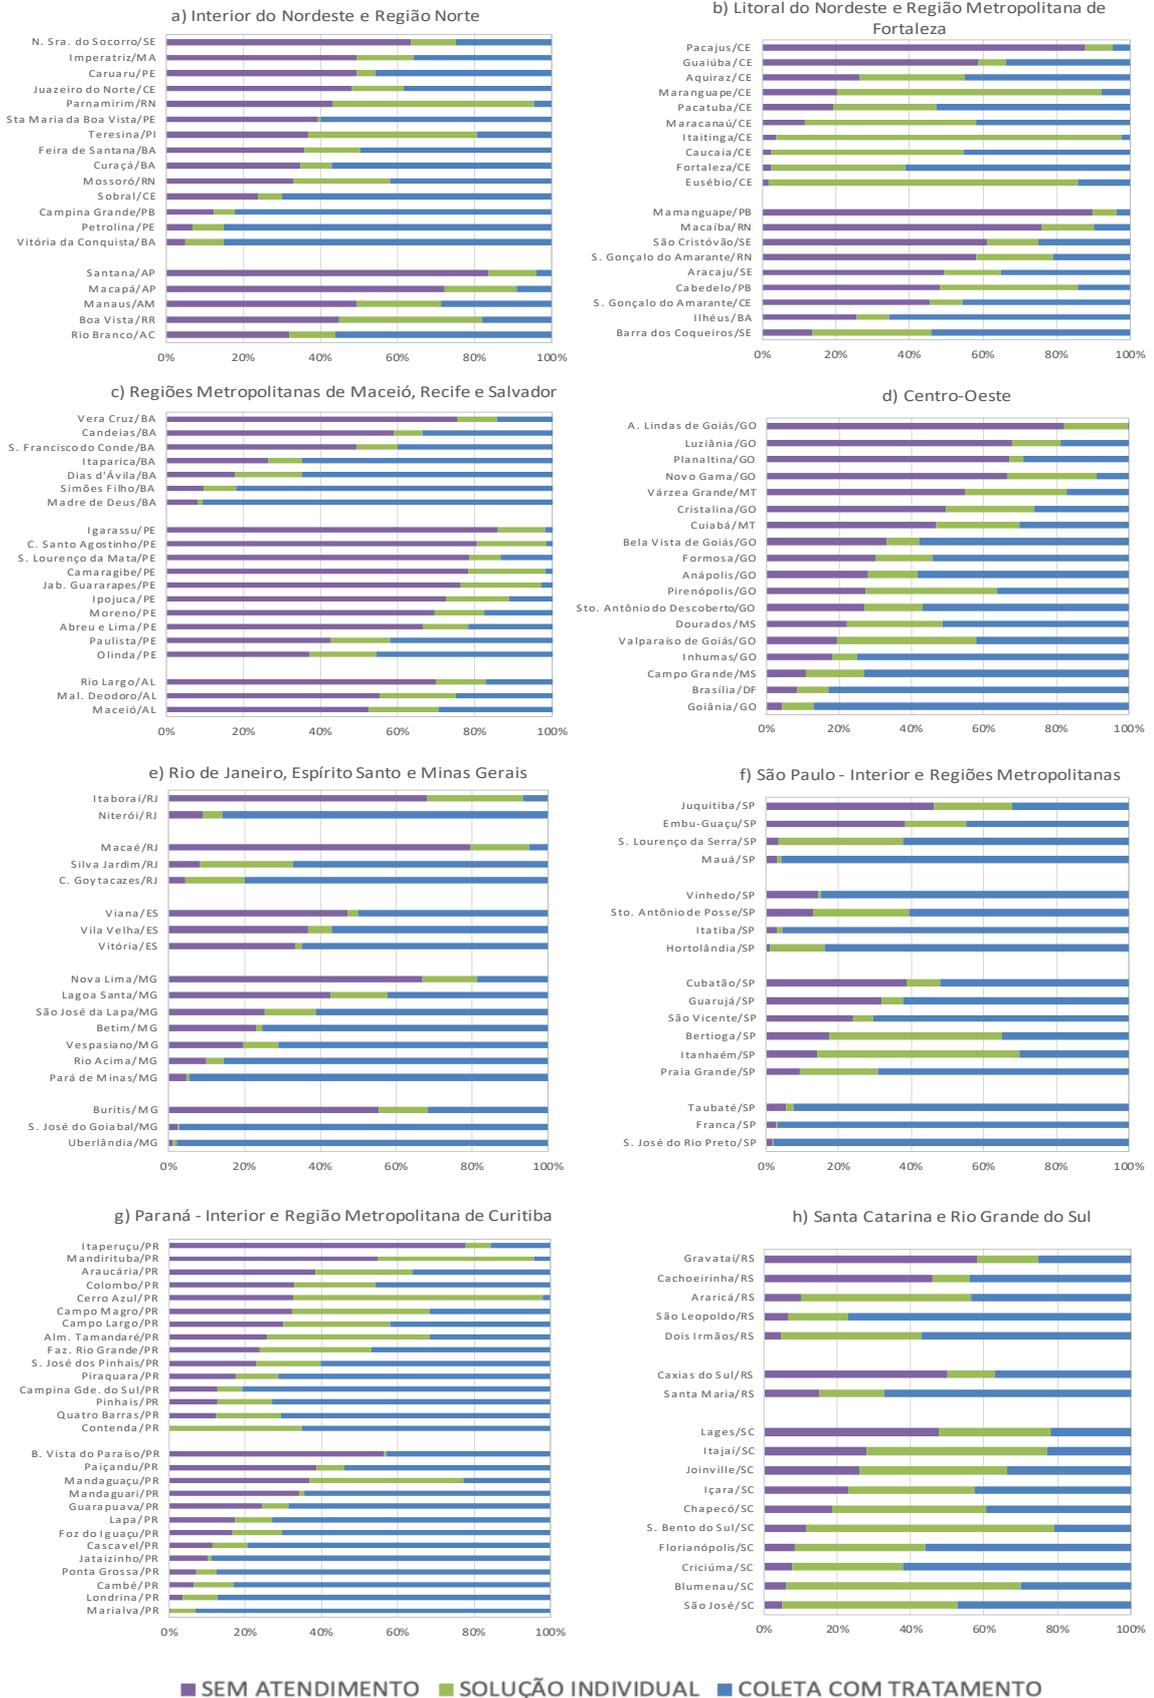 a) Interior do Nordeste e Região Norte
N. Sra. do Socorro/SE
Imperatriz/MA
Caruaru/PE
Juazeiro do Norte/CE
Parnamirim/RN
Sta Maria da Boa Vista/PE
Teresina/PI
Feira de Santana/BA
Curaçá/BA
Mossoró/RN
Sobral/CE
Campina Grande/PB
Petrolina/PE
Vitória da Conquista/BA
Santana/AP
Macapá/AP
Manaus/AM
Boa Vista/RR
Rio Branco/AC
0% 20% 40% 60% 80% 100%
b) Litoral do Nordeste e Região Metropolitana de
Fortaleza
Pacajus/CE
Guaiúba/CE
Aquiraz/CE
Maranguape/CE
Pacatuba/CE
Maracanaú/CE
Itaitinga/CE
Caucaia/CE
Fortaleza/CE
Eusébio/CE
Mamanguape/PB
Macaíba/RN
São Cristóvão/SE
S. Gonçalo do Amarante/RN
Aracaju/SE
Cabedelo/PB
S. Gonçalo do Amarante/CE
Ilhéus/BA
Barra dos Coqueiros/SE
0% 20% 40% 60% 80% 100%
c) Regiões Metropolitanas de Maceió, Recife e Salvador
Vera Cruz/BA
Candeias/BA
S. Francisco do Conde/BA
Itaparica/BA
Dias d'Ávila/BA
Simões Filho/BA
Madre de Deus/BA
Igarassu/PE
C. Santo Agostinho/PE
S. Lourenço da Mata/PE
Camaragibe/PE
Jab. Guararapes/PE
Ipojuca/PE
Moreno/PE
Abreu e Lima/PE
Paulista/PE
Olinda/PE
Rio Largo/AL
Mal. Deodoro/AL
Maceió/AL
0% 20% 40% 60% 80% 100%
d) Centro-Oeste
A. Lindas de Goiás/GO
Luziânia/GO
Planaltina/GO
Novo Gama/GO
Várzea Grande/MT
Cristalina/GO
Cuiabá/MT
Bela Vista de Goiás/GO
Formosa/GO
Anápolis/GO
Pirenópolis/GO
Sto. Antônio do Descoberto/GO
Dourados/MS
Valparaíso de Goiás/GO
Inhumas/GO
Campo Grande/MS
Brasília/DF
Goiânia/GO
0% 20% 40% 60% 80% 100%
e) Rio de Janeiro, Espírito Santo e Minas Gerais
Itaboraí/RJ
Niterói/RJ
Macaé/RJ
Silva Jardim/RJ
C. Goytacazes/RJ
Viana/ES
Vila Velha/ES
Vitória/ES
Nova Lima/MG
Lagoa Santa/MG
São José da Lapa/MG
Betim/MG
Vespasiano/MG
Rio Acima/MG
Pará de Minas/MG
Buritis/MG
S. José do Goiabal/MG
Uberlândia/MG
0% 20% 40% 60% 80% 100%
f) São Paulo - Interior e Regiões Metropolitanas
Juquitiba/SP
Embu-Guaçu/SP
S. Lourenço da Serra/SP
Mauá/SP
Vinhedo/SP
Sto. Antônio de Posse/SP
Itatiba/SP
Hortolândia/SP
Cubatão/SP
Guarujá/SP
São Vicente/SP
Bertioga/SP
Itanhaém/SP
Praia Grande/SP
Taubaté/SP
Franca/SP
S. José do Rio Preto/SP
0% 20% 40% 60% 80% 100%
g) Paraná - Interior e Região Metropolitana de Curitiba
Itaperuçu/PR
Mandirituba/PR
Araucária/PR
Colombo/PR
Cerro Azul/PR
Campo Magro/PR
Campo Largo/PR
Alm. Tamandaré/PR
Faz. Rio Grande/PR
S. José dos Pinhais/PR
Piraquara/PR
Campina Gde. do Sul/PR
Pinhais/PR
Quatro Barras/PR
Contenda/PR
B. Vista do Paraíso/PR
Paiçandu/PR
Mandaguaçu/PR
Mandaguari/PR
Guarapuava/PR
Lapa/PR
Foz do Iguaçu/PR
Cascavel/PR
Jataizinho/PR
Ponta Grossa/PR
Cambé/PR
Londrina/PR
Marialva/PR
0% 20% 40% 60% 80% 100%
h) Santa Catarina e Rio Grande do Sul
Gravataí/RS
Cachoeirinha/RS
Araricá/RS
São Leopoldo/RS
Dois Irmãos/RS
Caxias do Sul/RS
Santa Maria/RS
Lages/SC
Itajaí/SC
Joinville/SC
Içara/SC
Chapecó/SC
S. Bento do Sul/SC
Florianópolis/SC
Criciúma/SC
Blumenau/SC
São José/SC
0% 20% 40% 60% 80% 100%
SEM ATENDIMENTO SOLUÇÃO INDIVIDUAL COLETA COM TRATAMENTO